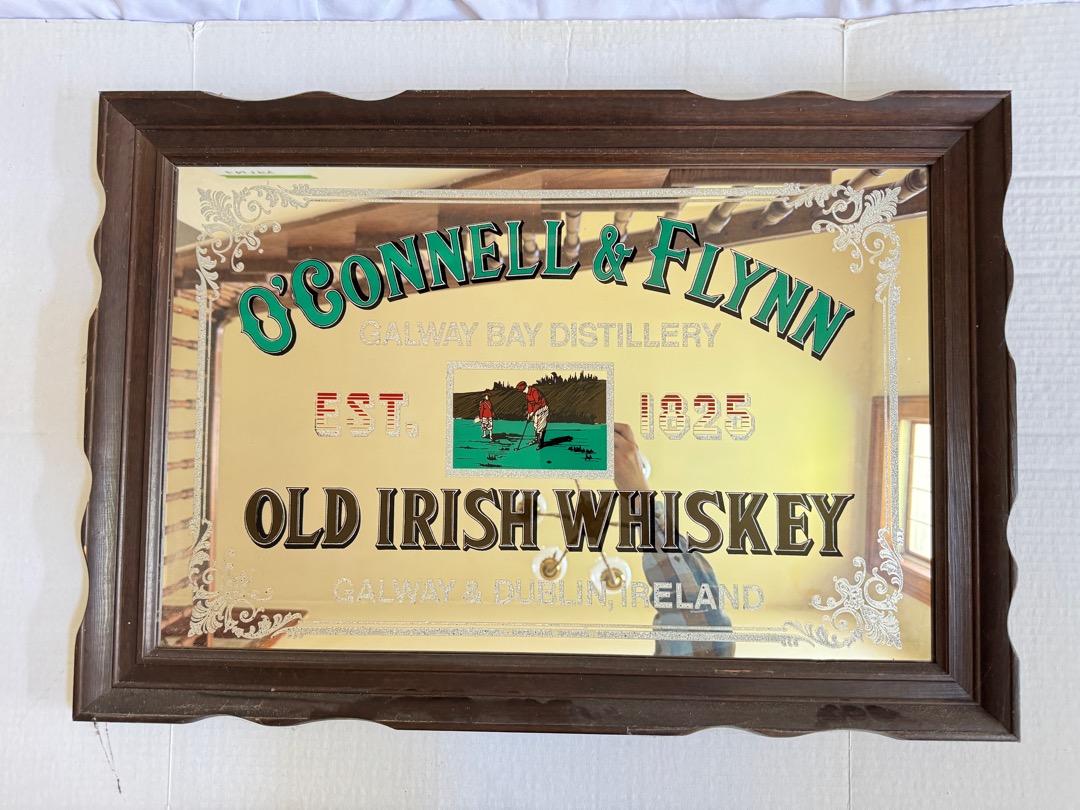 O'CONNELL & FLYNN
GALWAY BAY DISTILLERY
EST. 1825
OLD IRISH WHISKEY
GALWAY & DUBLIN, IRELAND